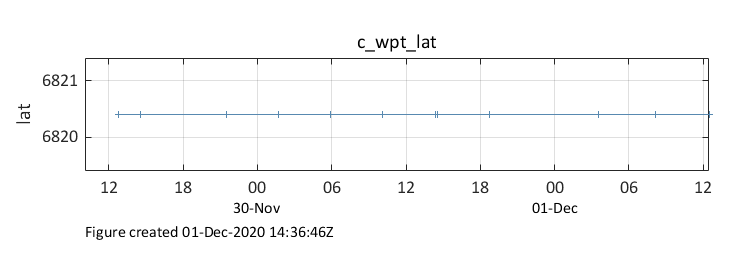 c_wpt_lat
6821
lat
6820
12 18 00 06 12 18 00 06 12
30-Nov 01-Dec
Figure created 01-Dec-2020 14:36:46Z